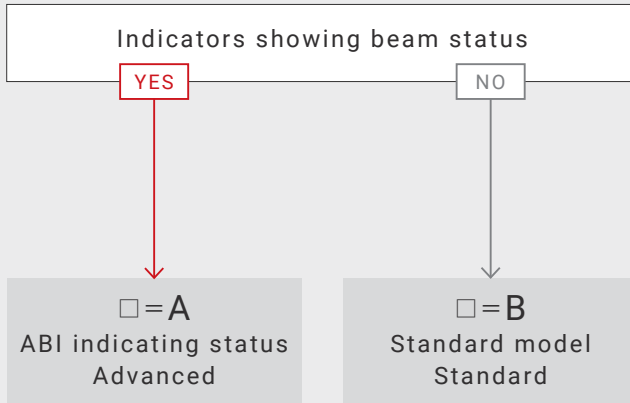 Indicators showing beam status
YES
NO
□=A
ABI indicating status
Advanced
□=B
Standard model
Standard